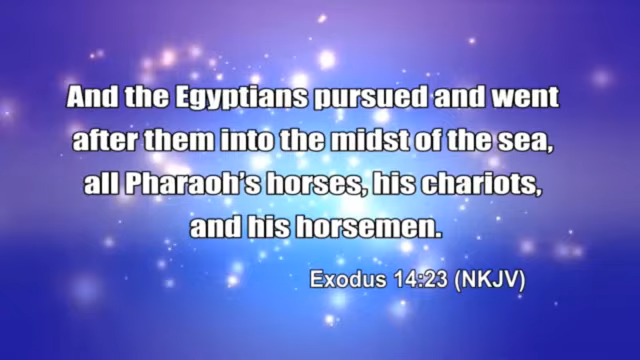 And the Egyptians pursued and went
after them into the midst of the sea,
all Pharaoh's horses, his chariots,
and his horsemen.
Exodus 14:23 (NKJV)